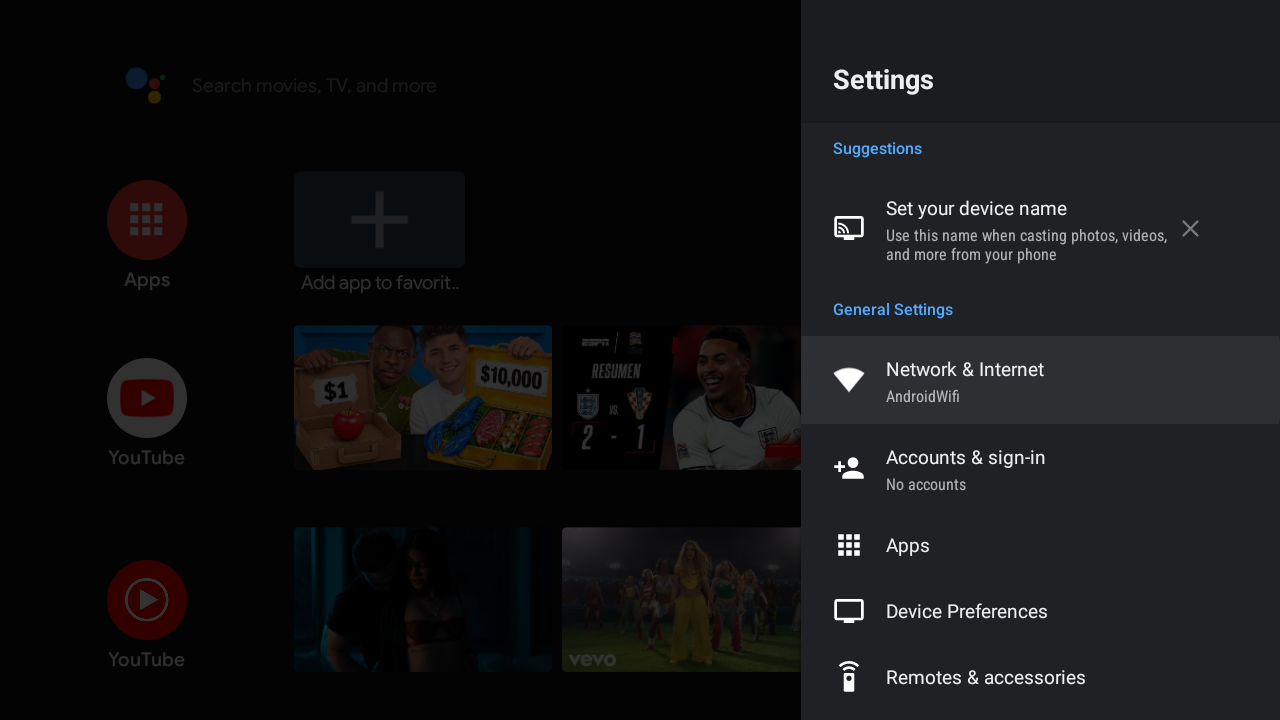 Search movies, TV, and more
Apps
Add app to favorit..
$1
$10,000
ESPN
RESUMEN
VS.
2 - 1
YouTube
vevo
YouTube
Settings
Suggestions
Set your device name
Use this name when casting photos, videos,
and more from your phone
General Settings
Network & Internet
AndroidWifi
Accounts & sign-in
No accounts
Apps
Device Preferences
Remotes & accessories